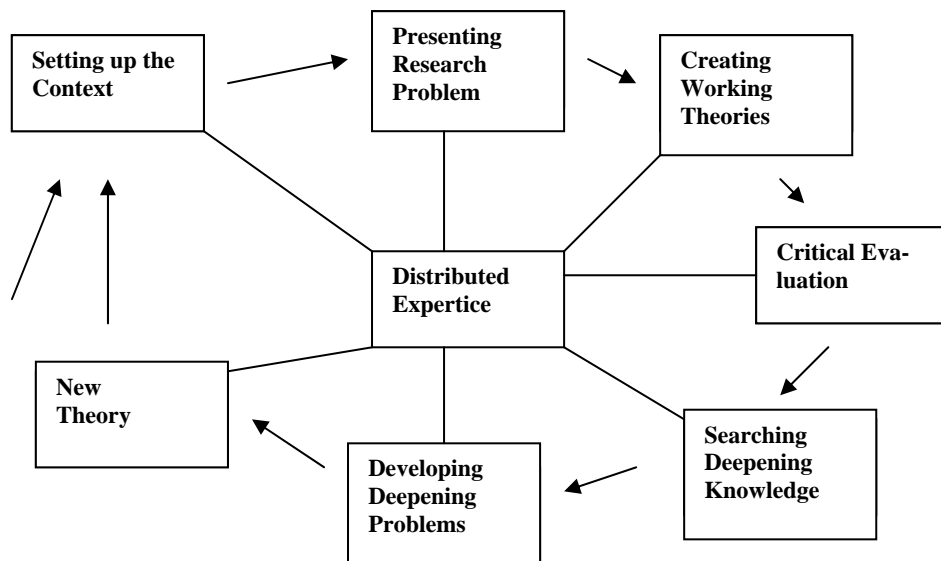 Setting up the
Context
Presenting
Research
Problem
Creating
Working
Theories
Distributed
Expertice
Critical Eva-
luation
New
Theory
Developing
Deepening
Problems
Searching
Deepening
Knowledge